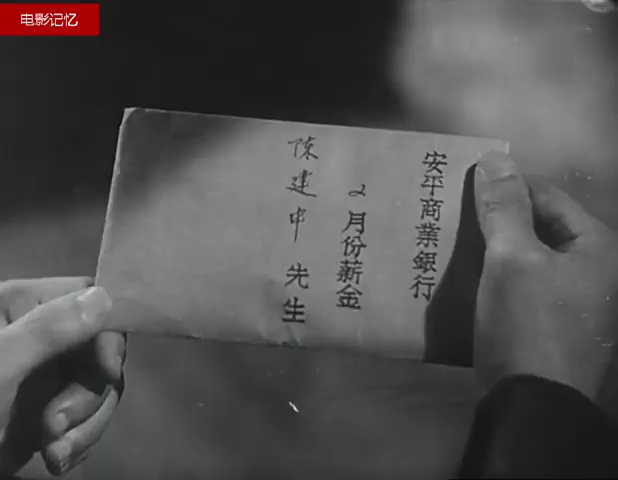 电影记忆
安平商業銀行
2月份薪金
陈建中 先生